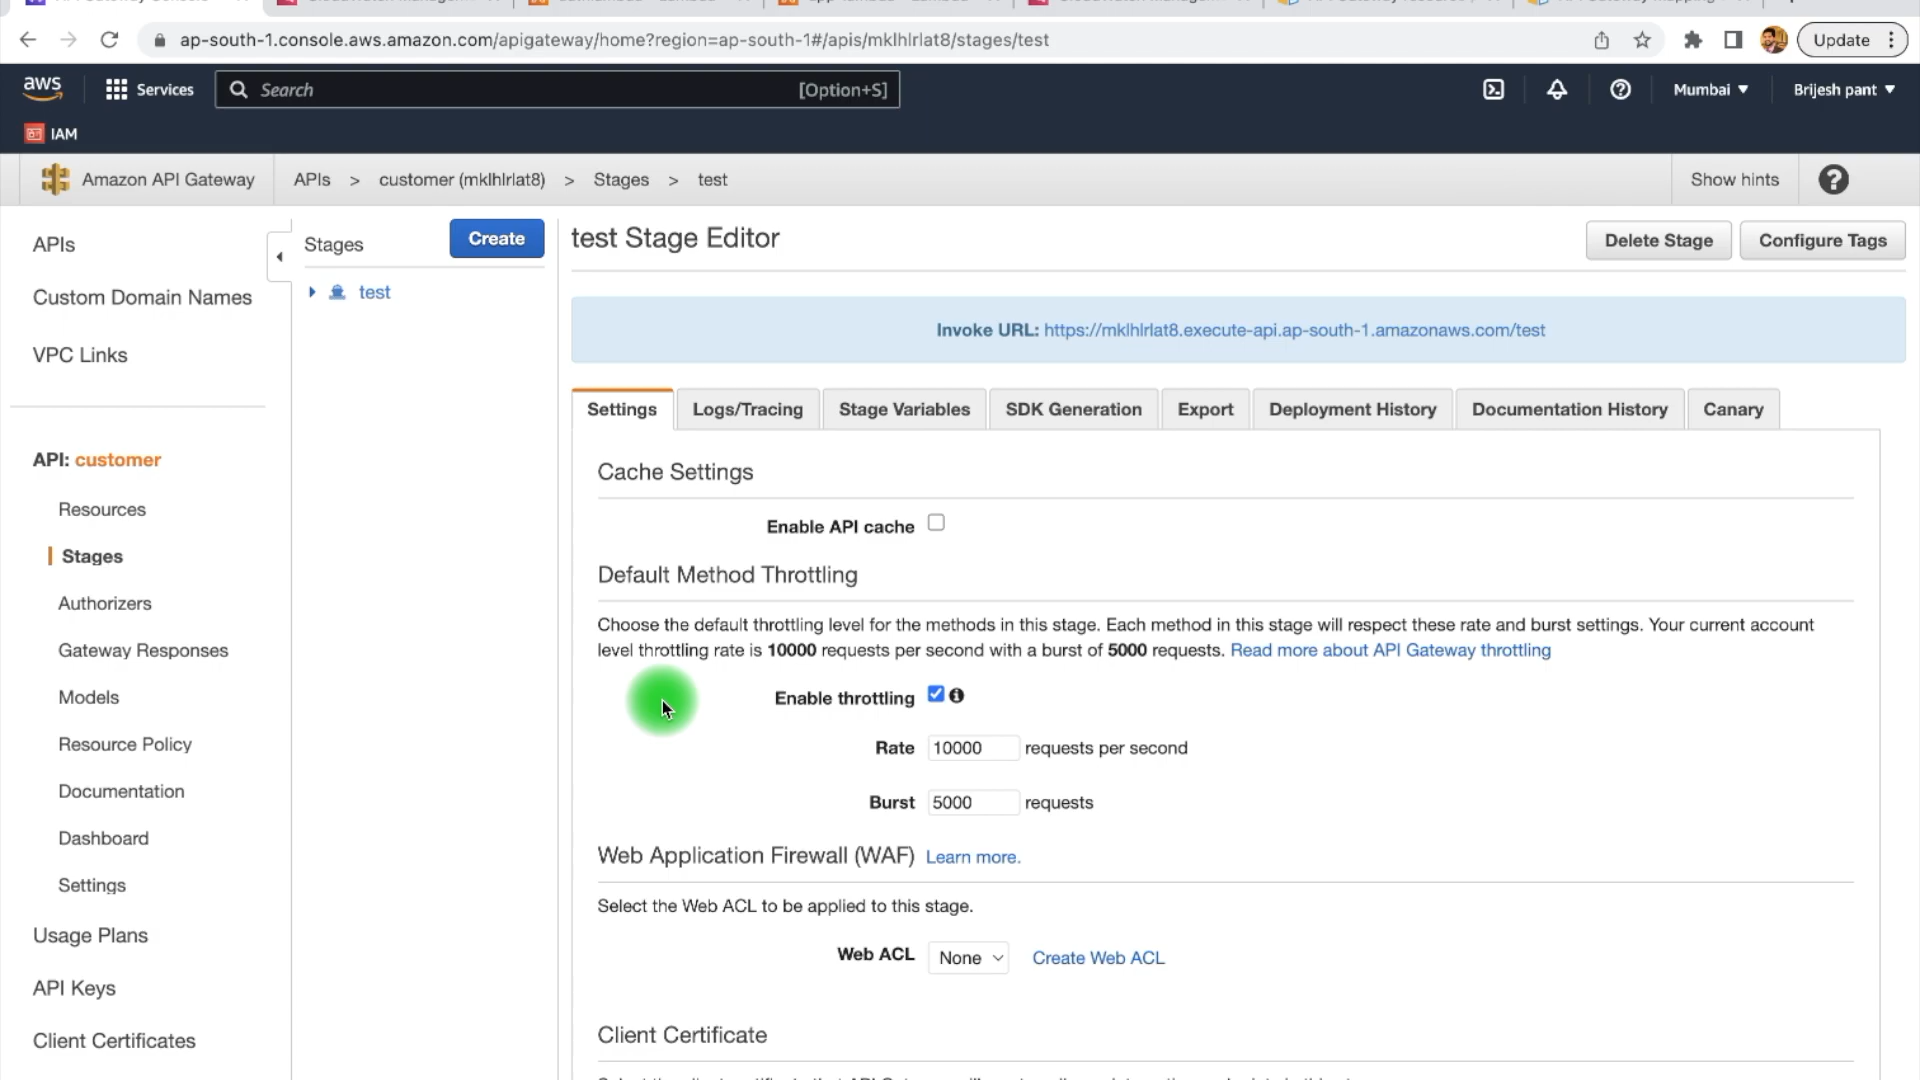 ap-south-1.console.aws.amazon.com/apigateway/home?region=ap-south-1#/apis/mklhlrlat8/stages/test
Update
aws
Services
Search
[Option+S]
Mumbai ▼
Brijesh pant ▼
IAM
Amazon API Gateway
APIs > customer (mklhlrlat8) > Stages > test
Show hints
APIs
Custom Domain Names
VPC Links
API: customer
Resources
Stages
Authorizers
Gateway Responses
Models
Resource Policy
Documentation
Dashboard
Settings
Usage Plans
API Keys
Client Certificates
Stages
Create
test
test Stage Editor
Delete Stage
Configure Tags
Invoke URL: https://mklhlrlat8.execute-api.ap-south-1.amazonaws.com/test
Settings
Logs/Tracing
Stage Variables
SDK Generation
Export
Deployment History
Documentation History
Canary
Cache Settings
Enable API cache
Default Method Throttling
Choose the default throttling level for the methods in this stage. Each method in this stage will respect these rate and burst settings. Your current account
level throttling rate is 10000 requests per second with a burst of 5000 requests. Read more about API Gateway throttling
Enable throttling
Rate 10000 requests per second
Burst 5000 requests
Web Application Firewall (WAF) Learn more.
Select the Web ACL to be applied to this stage.
Web ACL None Create Web ACL
Client Certificate